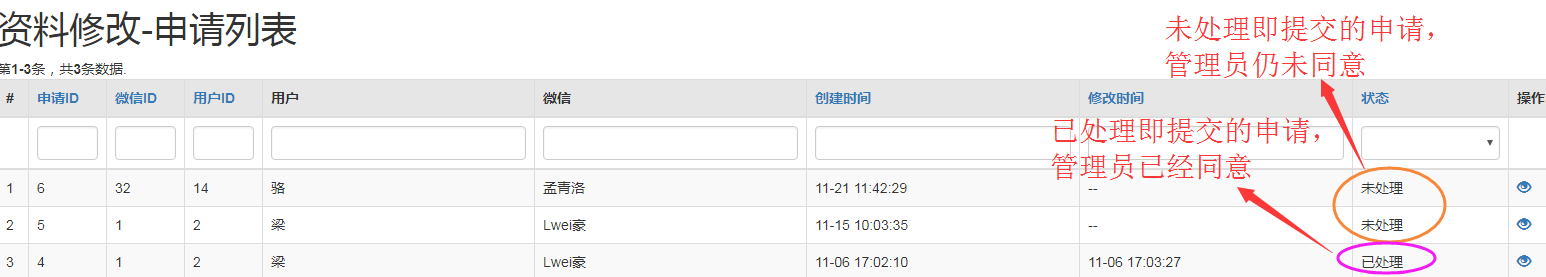 资料修改-申请列表
未处理即提交的申请，
管理员仍未同意
第1-3条，共3条数据.
# 申请ID 微信ID 用户ID 用户 微信 创建时间 修改时间 状态 操作
已处理即提交的申请，
管理员已经同意
1 6 32 14 骆 孟青洛 11-21 11:42:29 -- 未处理
2 5 1 2 梁 Lwei豪 11-15 10:03:35 -- 未处理
3 4 1 2 梁 Lwei豪 11-06 17:02:10 11-06 17:03:27 已处理